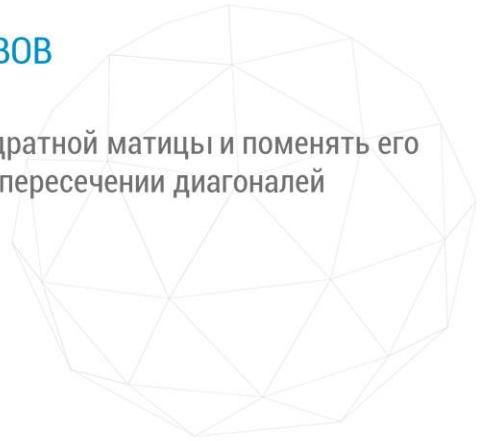 ЗОВ
дратной матицы и поменять его
пересечении диагоналей